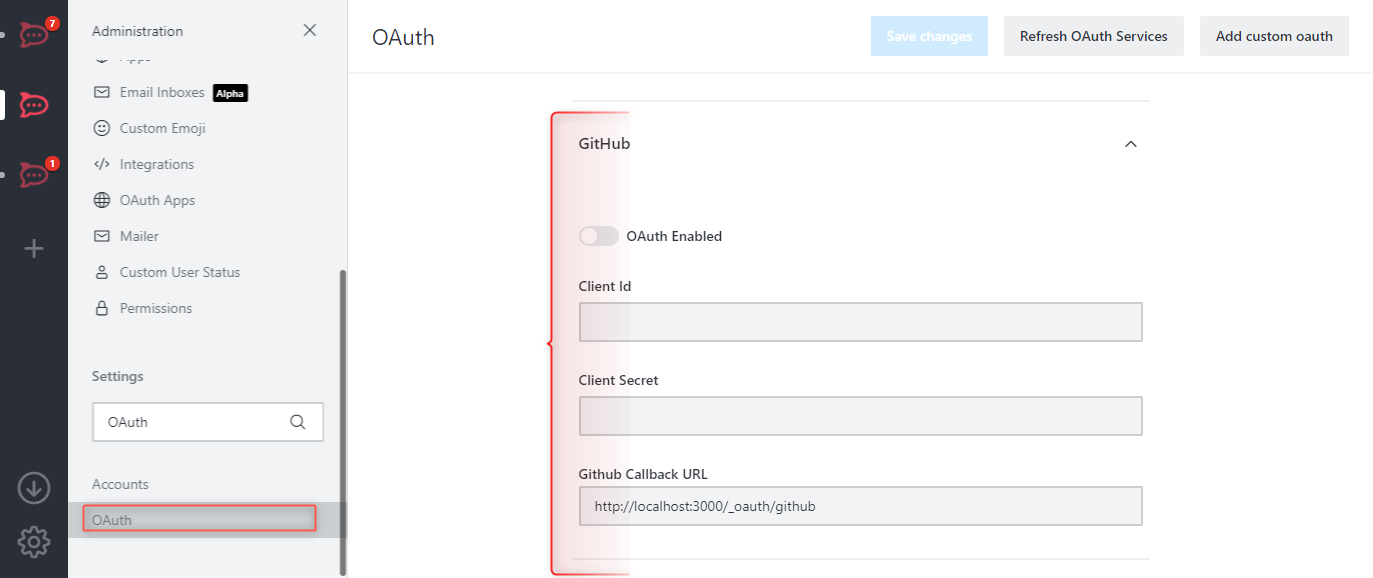 7
1
Administration
Apps
Email Inboxes Alpha
Custom Emoji
Integrations
OAuth Apps
Mailer
Custom User Status
Permissions
Settings
OAuth
Accounts
OAuth
OAuth
Save changes
Refresh OAuth Services
Add custom oauth
GitHub
OAuth Enabled
Client Id
Client Secret
Github Callback URL
http://localhost:3000/_oauth/github